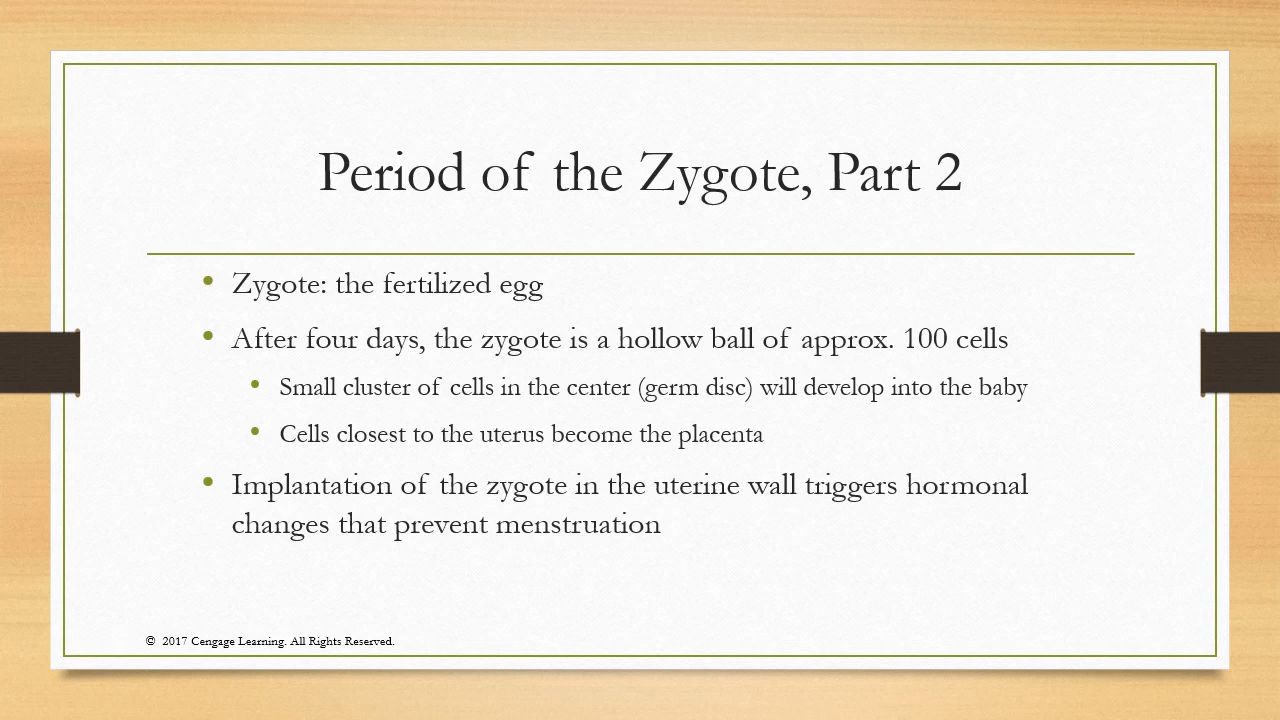 Period of the Zygote, Part 2
• Zygote: the fertilized egg
• After four days, the zygote is a hollow ball of approx. 100 cells
• Small cluster of cells in the center (germ disc) will develop into the baby
• Cells closest to the uterus become the placenta
• Implantation of the zygote in the uterine wall triggers hormonal
changes that prevent menstruation
© 2017 Cengage Learning. All Rights Reserved.